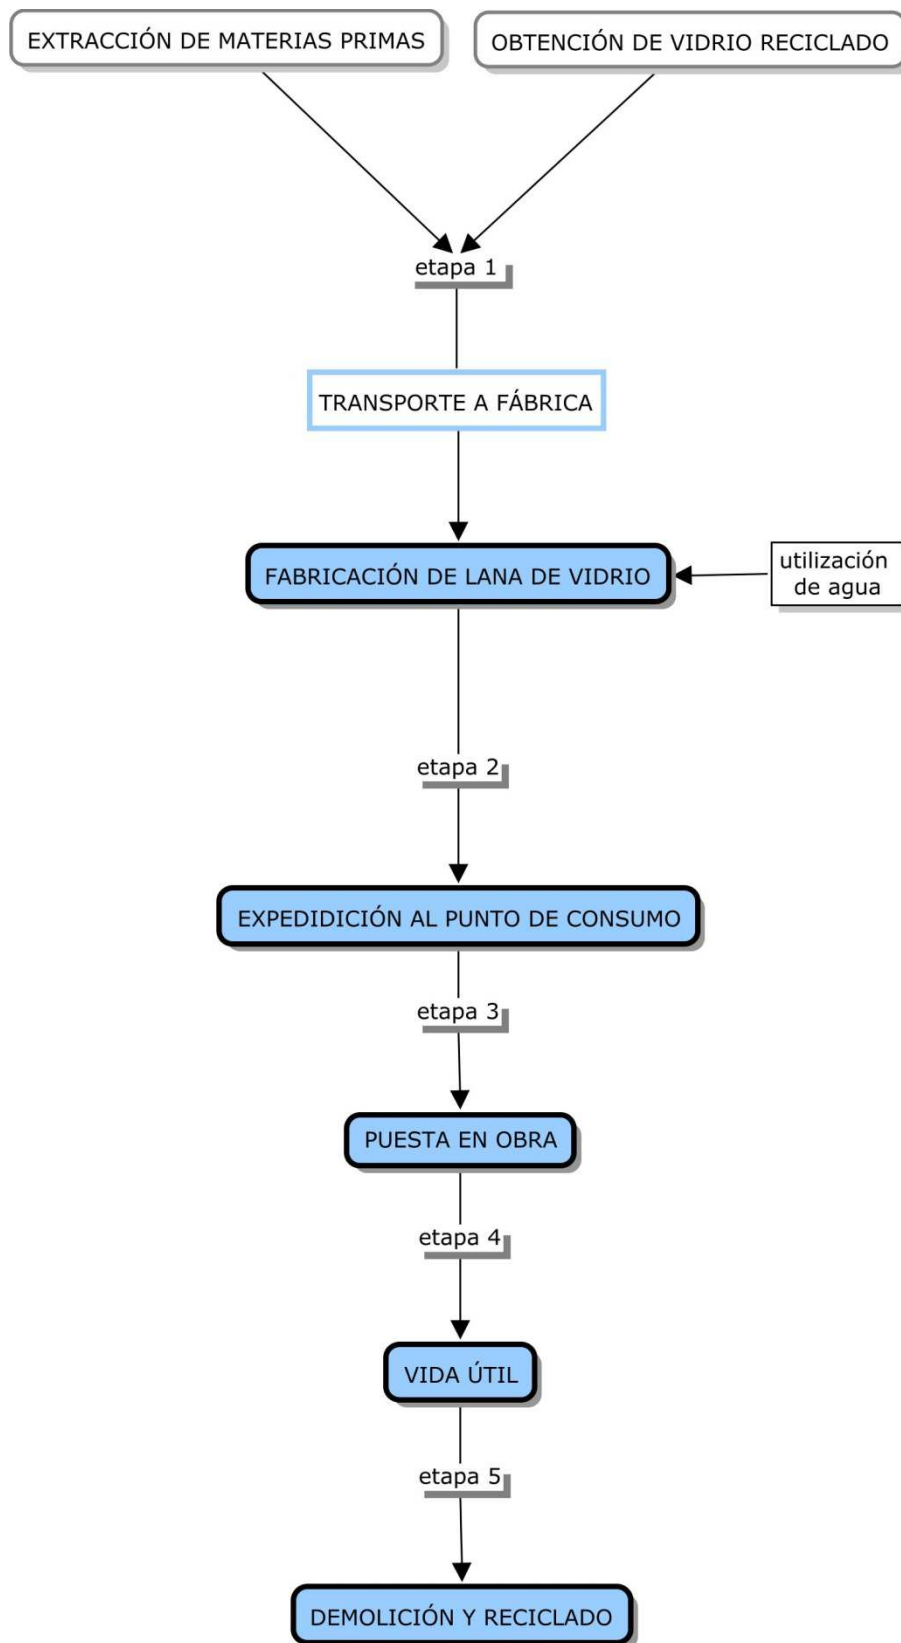 EXTRACCIÓN DE MATERIAS PRIMAS
OBTENCIÓN DE VIDRIO RECICLADO
etapa 1
TRANSPORTE A FÁBRICA
FABRICACIÓN DE LANA DE VIDRIO
utilización
de agua
etapa 2
EXPEDIDICIÓN AL PUNTO DE CONSUMO
etapa 3
PUESTA EN OBRA
etapa 4
VIDA ÚTIL
etapa 5
DEMOLICIÓN Y RECICLADO